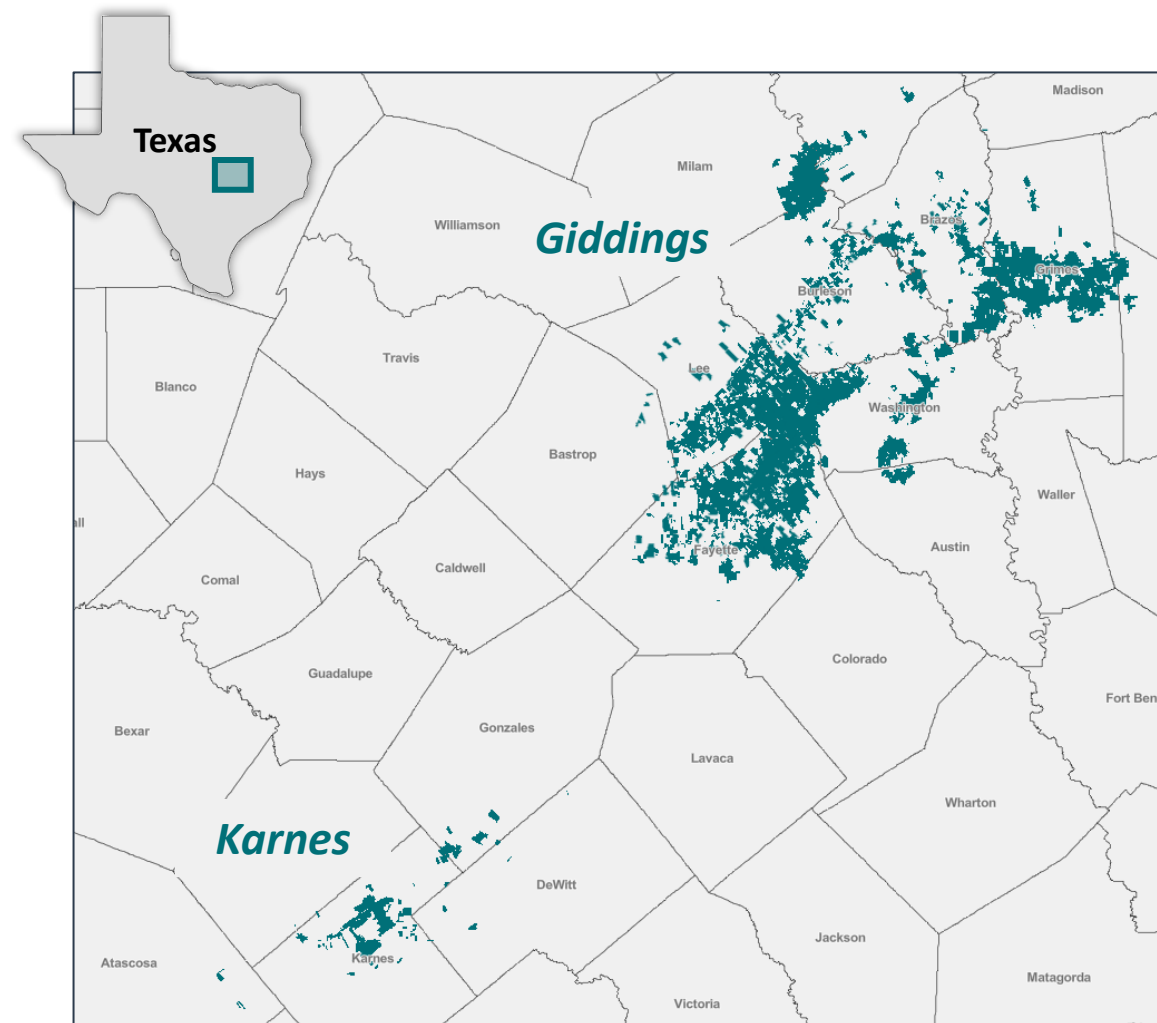 Texas
Madison
Milam
Williamson
Brazos
Giddings
Grimes
Burleson
Travis
Lee
Blanco
Washington
Bastrop
Hays
Waller
all
Austin
Fayette
Caldwell
Comal
Colorado
Guadalupe
Fort Ben
Gonzales
Bexar
Lavaca
Wharton
Karnes
DeWitt
Jackson
Karnes
Atascosa
Matagorda
Victoria